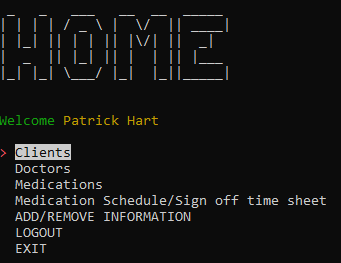 HOME
Welcome Patrick Hart
> Clients
Doctors
Medications
Medication Schedule/Sign off time sheet
ADD/REMOVE INFORMATION
LOGOUT
EXIT